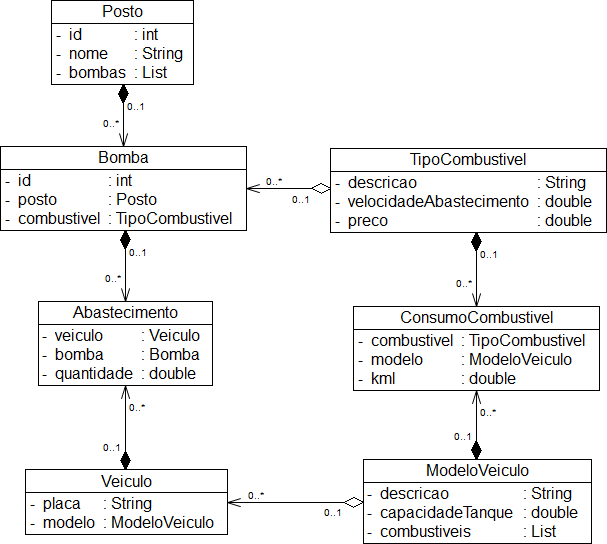 Posto
- id : int
- nome : String
- bombas : List
0..1
0..*
Bomba
- id : int
- posto : Posto
- combustivel : TipoCombustivel
0..*
0..1
TipoCombustivel
- descricao : String
- velocidadeAbastecimento : double
- preco : double
0..1
0..*
0..1
0..*
Abastecimento
- veiculo : Veiculo
- bomba : Bomba
- quantidade : double
ConsumoCombustivel
- combustivel : TipoCombustivel
- modelo : ModeloVeiculo
- kml : double
0..*
0..1
0..*
0..1
Veiculo
- placa : String
- modelo : ModeloVeiculo
0..*
0..1
ModeloVeiculo
- descricao : String
- capacidadeTanque : double
- combustiveis : List